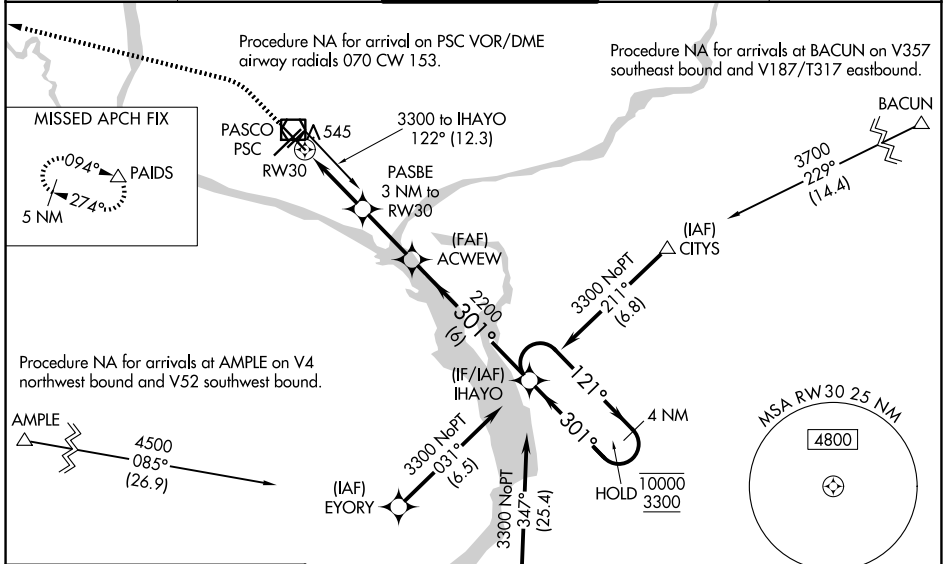 Procedure NA for arrival on PSC VOR/DME
airway radials 070 CW 153.
Procedure NA for arrivals at BACUN on V357
southeast bound and V187/T317 eastbound.
MISSED APCH FIX
094°
PAIDS
274°
5 NM
PASCO
PSC
545
RW30
3300 to IHAYO
122° (12.3)
PASBE
3 NM to
RW30
(FAF)
ACWEW
BACUN
3700
229°
(14.4)
(IAF)
CITYS
3300 NoPT
211°
(6.8)
2200
301°
(6)
Procedure NA for arrivals at AMPLE on V4
northwest bound and V52 southwest bound.
(IF/IAF)
IHAYO
121°
301°
4 NM
HOLD
10000
3300
AMPLE
4500
085°
(26.9)
(IAF)
EYORY
3300 NoPT
031°
(6.5)
3300 NoPT
347°
(25.4)
MSA RW30 25 NM
4800